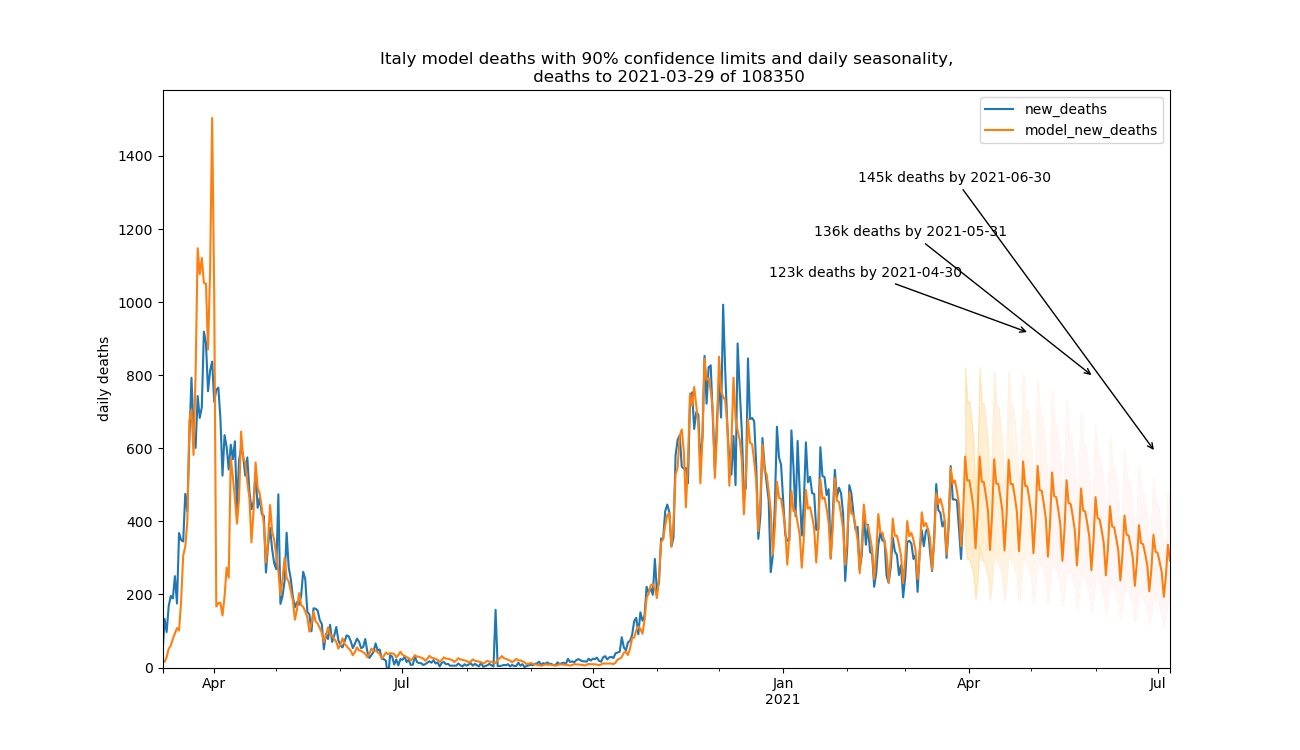 Italy model deaths with 90% confidence limits and daily seasonality,
deaths to 2021-03-29 of 108350
new_deaths
model_new_deaths
145k deaths by 2021-06-30
136k deaths by 2021-05-31
123k deaths by 2021-04-30
daily deaths
1400
1200
1000
800
600
400
200
0
Apr
Jul
Oct
Jan
2021
Apr
Jul